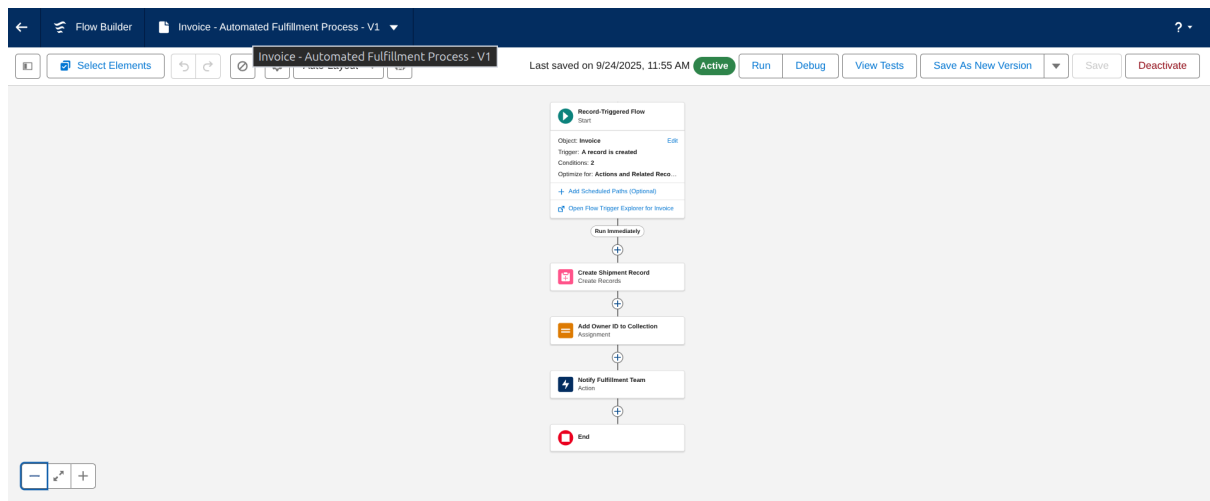 Flow Builder
Invoice - Automated Fulfillment Process - V1
?
Invoice - Automated Fulfillment Process - V1
Select Elements
Last saved on 9/24/2025, 11:55 AM
Active
Run
Debug
View Tests
Save As New Version
Save
Deactivate
Record-Triggered Flow
Start
Object: Invoice
Edit
Trigger: A record is created
Conditions: 2
Optimize for: Actions and Related Reco...
Add Scheduled Paths (Optional)
Open Flow Trigger Explorer for Invoice
Run Immediately
Create Shipment Record
Create Records
Add Owner ID to Collection
Assignment
Notify Fulfillment Team
Action
End